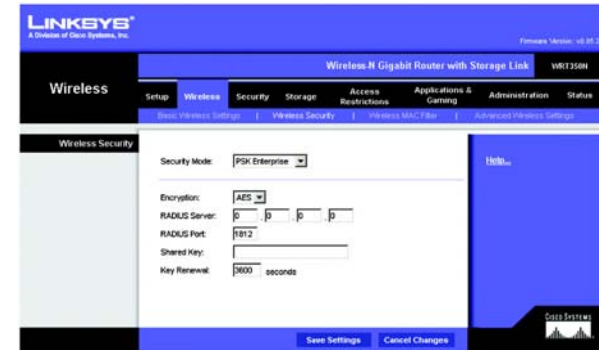 LINKSYS®
A Division of Cisco Systems, Inc.
Firmware Version: v0.95.2
Wireless-N Gigabit Router with Storage Link WRT350N
Wireless
Setup Wireless Security Storage Access Restrictions Applications & Gaming Administration Status
Basic Wireless Settings | Wireless Security | Wireless MAC Filter | Advanced Wireless Settings
Wireless Security
Security Mode: PSK Enterprise
Help...
Encryption: AES
RADIUS Server: 0 . 0 . 0 . 0
RADIUS Port: 1812
Shared Key:
Key Renewal: 3600 seconds
CISCO SYSTEMS
Save Settings Cancel Changes